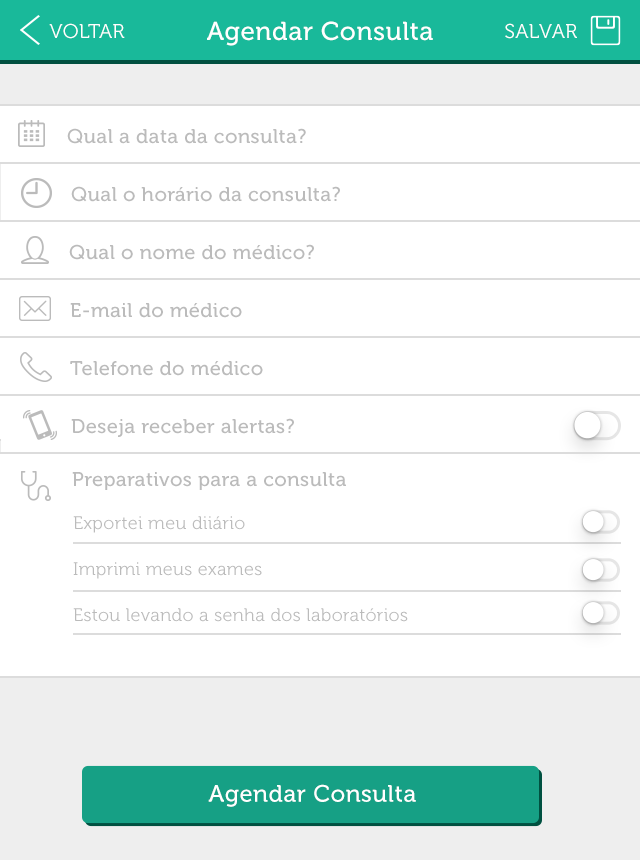 VOLTAR Agendar Consulta SALVAR
Qual a data da consulta?
Qual o horário da consulta?
Qual o nome do médico?
E-mail do médico
Telefone do médico
Deseja receber alertas?
Preparativos para a consulta
Exportei meu diiário
Imprimi meus exames
Estou levando a senha dos laboratórios
Agendar Consulta